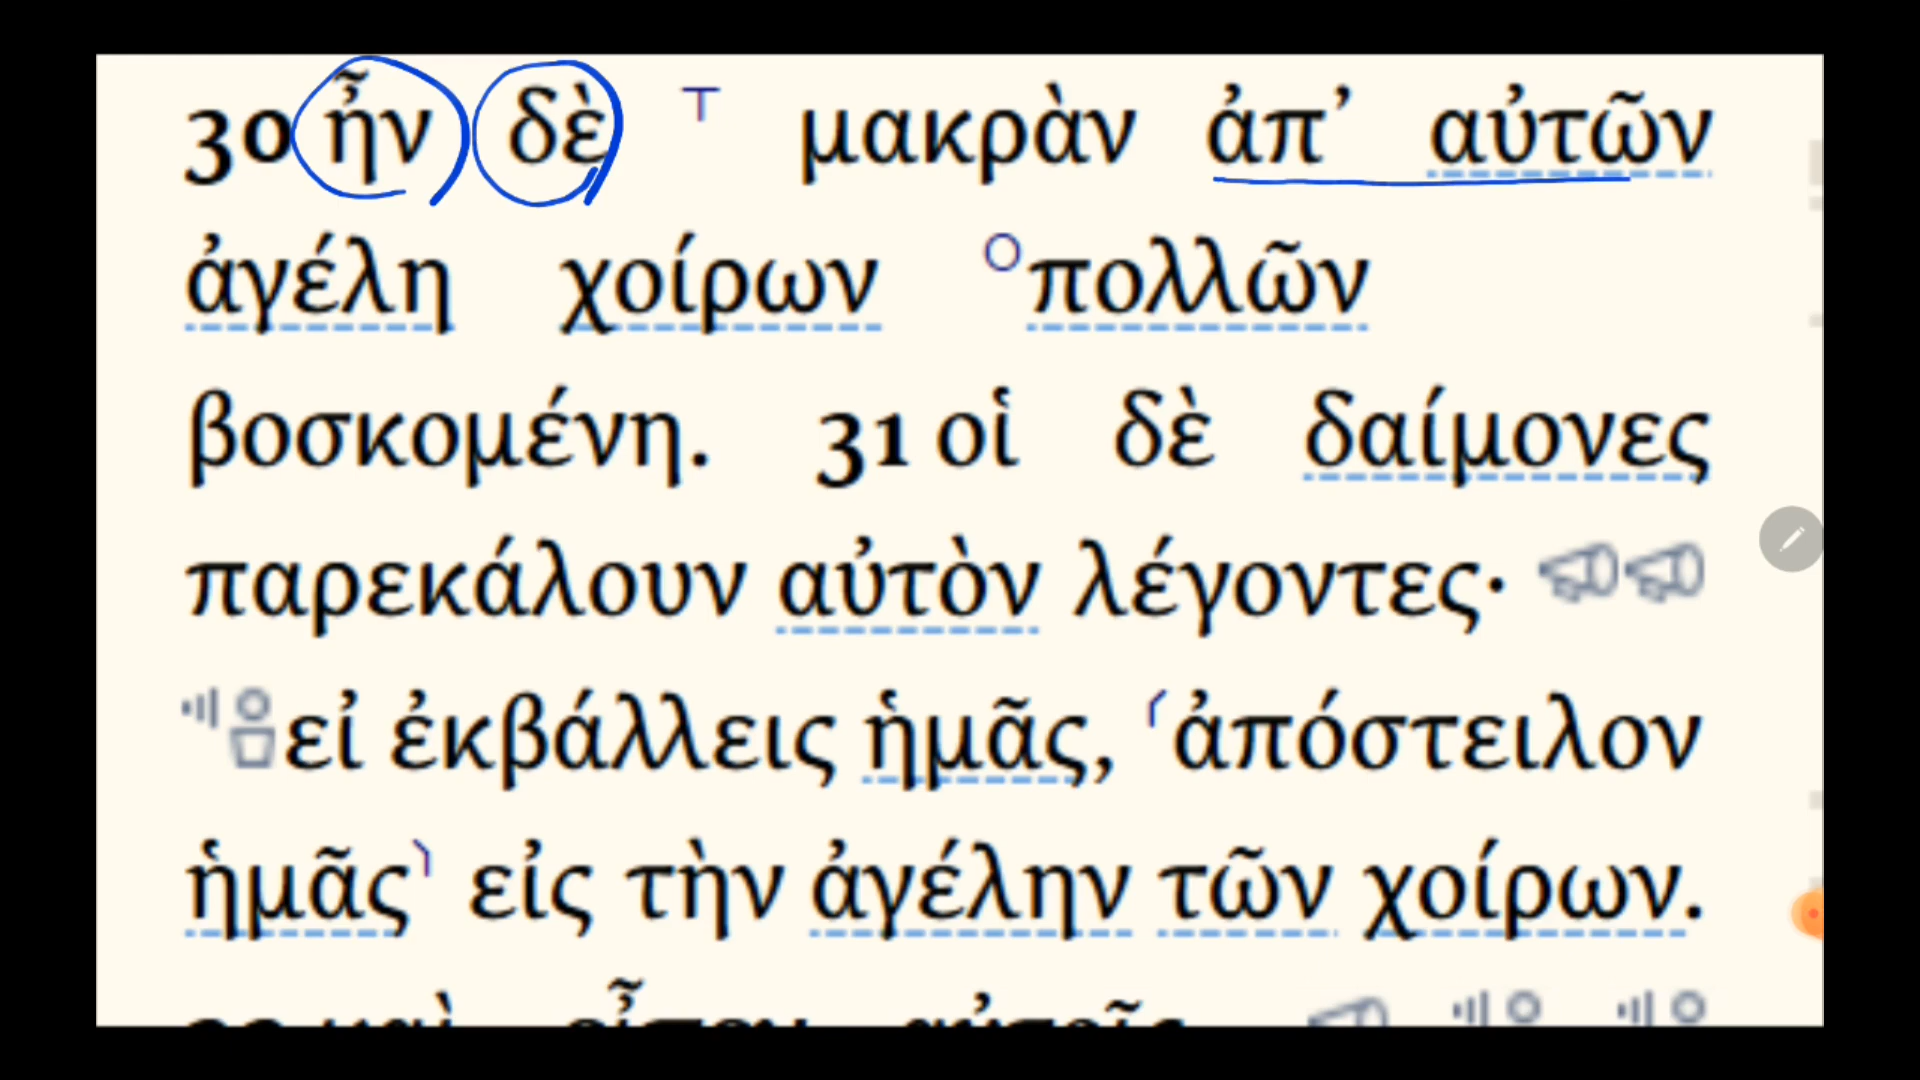 30 ἦν δὲ ⸆ μακρὰν ἀπ’ αὐτῶν
ἀγέλη χοίρων ⸰πολλῶν
βοσκομένη. 31 οἱ δὲ δαίμονες
παρεκάλουν αὐτὸν λέγοντες·
εἰ ἐκβάλλεις ἡμᾶς, ⸂ἀπόστειλον
ἡμᾶς⸃ εἰς τὴν ἀγέλην τῶν χοίρων.